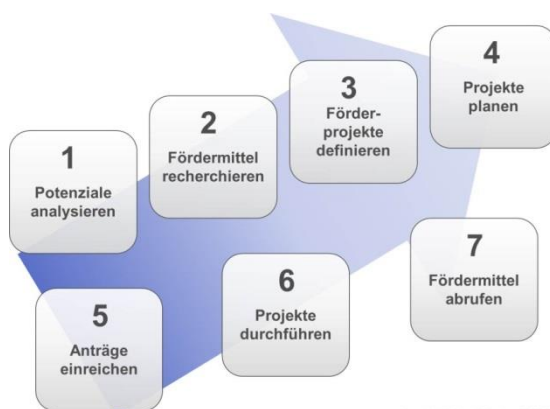 1
Potenziale
analysieren
2
Fördermittel
recherchieren
3
Förder-
projekte
definieren
4
Projekte
planen
5
Anträge
einreichen
6
Projekte
durchführen
7
Fördermittel
abrufen